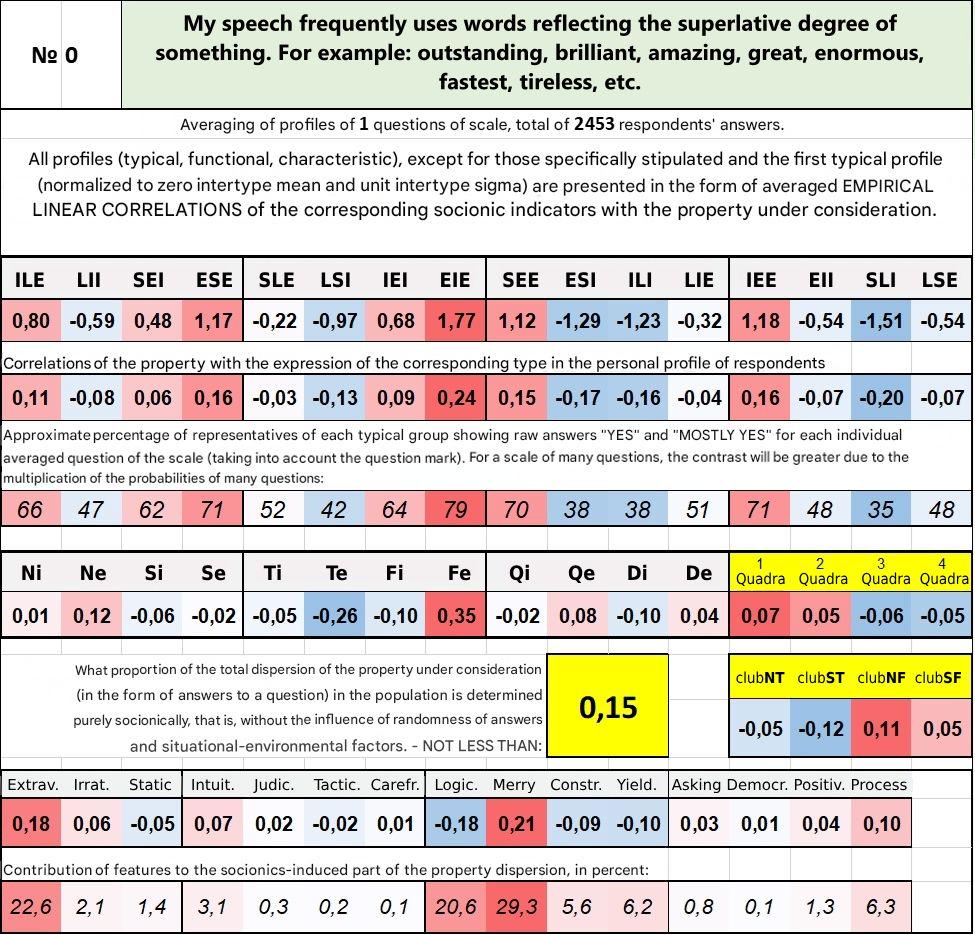 № 0
My speech frequently uses words reflecting the superlative degree of
something. For example: outstanding, brilliant, amazing, great, enormous,
fastest, tireless, etc.
Averaging of profiles of 1 questions of scale, total of 2453 respondents' answers.
All profiles (typical, functional, characteristic), except for those specifically stipulated and the first typical profile
(normalized to zero intertype mean and unit intertype sigma) are presented in the form of averaged EMPIRICAL
LINEAR CORRELATIONS of the corresponding socionic indicators with the property under consideration.
ILE LII SEI ESE SLE LSI IEI EIE SEE ESI ILI LIE IEE EII SLI LSE
0,80 -0,59 0,48 1,17 -0,22 -0,97 0,68 1,77 1,12 -1,29 -1,23 -0,32 1,18 -0,54 -1,51 -0,54
Correlations of the property with the expression of the corresponding type in the personal profile of respondents
0,11 -0,08 0,06 0,16 -0,03 -0,13 0,09 0,24 0,15 -0,17 -0,16 -0,04 0,16 -0,07 -0,20 -0,07
Approximate percentage of representatives of each typical group showing raw answers "YES" and "MOSTLY YES" for each individual
averaged question of the scale (taking into account the question mark). For a scale of many questions, the contrast will be greater due to the
multiplication of the probabilities of many questions:
66 47 62 71 52 42 64 79 70 38 38 51 71 48 35 48
Ni Ne Si Se Ti Te Fi Fe Qi Qe Di De 1 Quadra 2 Quadra 3 Quadra 4 Quadra
0,01 0,12 -0,06 -0,02 -0,05 -0,26 -0,10 0,35 -0,02 0,08 -0,10 0,04 0,07 0,05 -0,06 -0,05
What proportion of the total dispersion of the property under consideration
(in the form of answers to a question) in the population is determined
purely socionically, that is, without the influence of randomness of answers
and situational-environmental factors. - NOT LESS THAN:
0,15
clubNT clubST clubNF clubSF
-0,05 -0,12 0,11 0,05
Extrav. Irrat. Static Intuit. Judic. Tactic. Carefr. Logic. Merry Constr. Yield. Asking Democr. Positiv. Process
0,18 0,06 -0,05 0,07 0,02 -0,02 0,01 -0,18 0,21 -0,09 -0,10 0,03 0,01 0,04 0,10
Contribution of features to the socionics-induced part of the property dispersion, in percent:
22,6 2,1 1,4 3,1 0,3 0,2 0,1 20,6 29,3 5,6 6,2 0,8 0,1 1,3 6,3